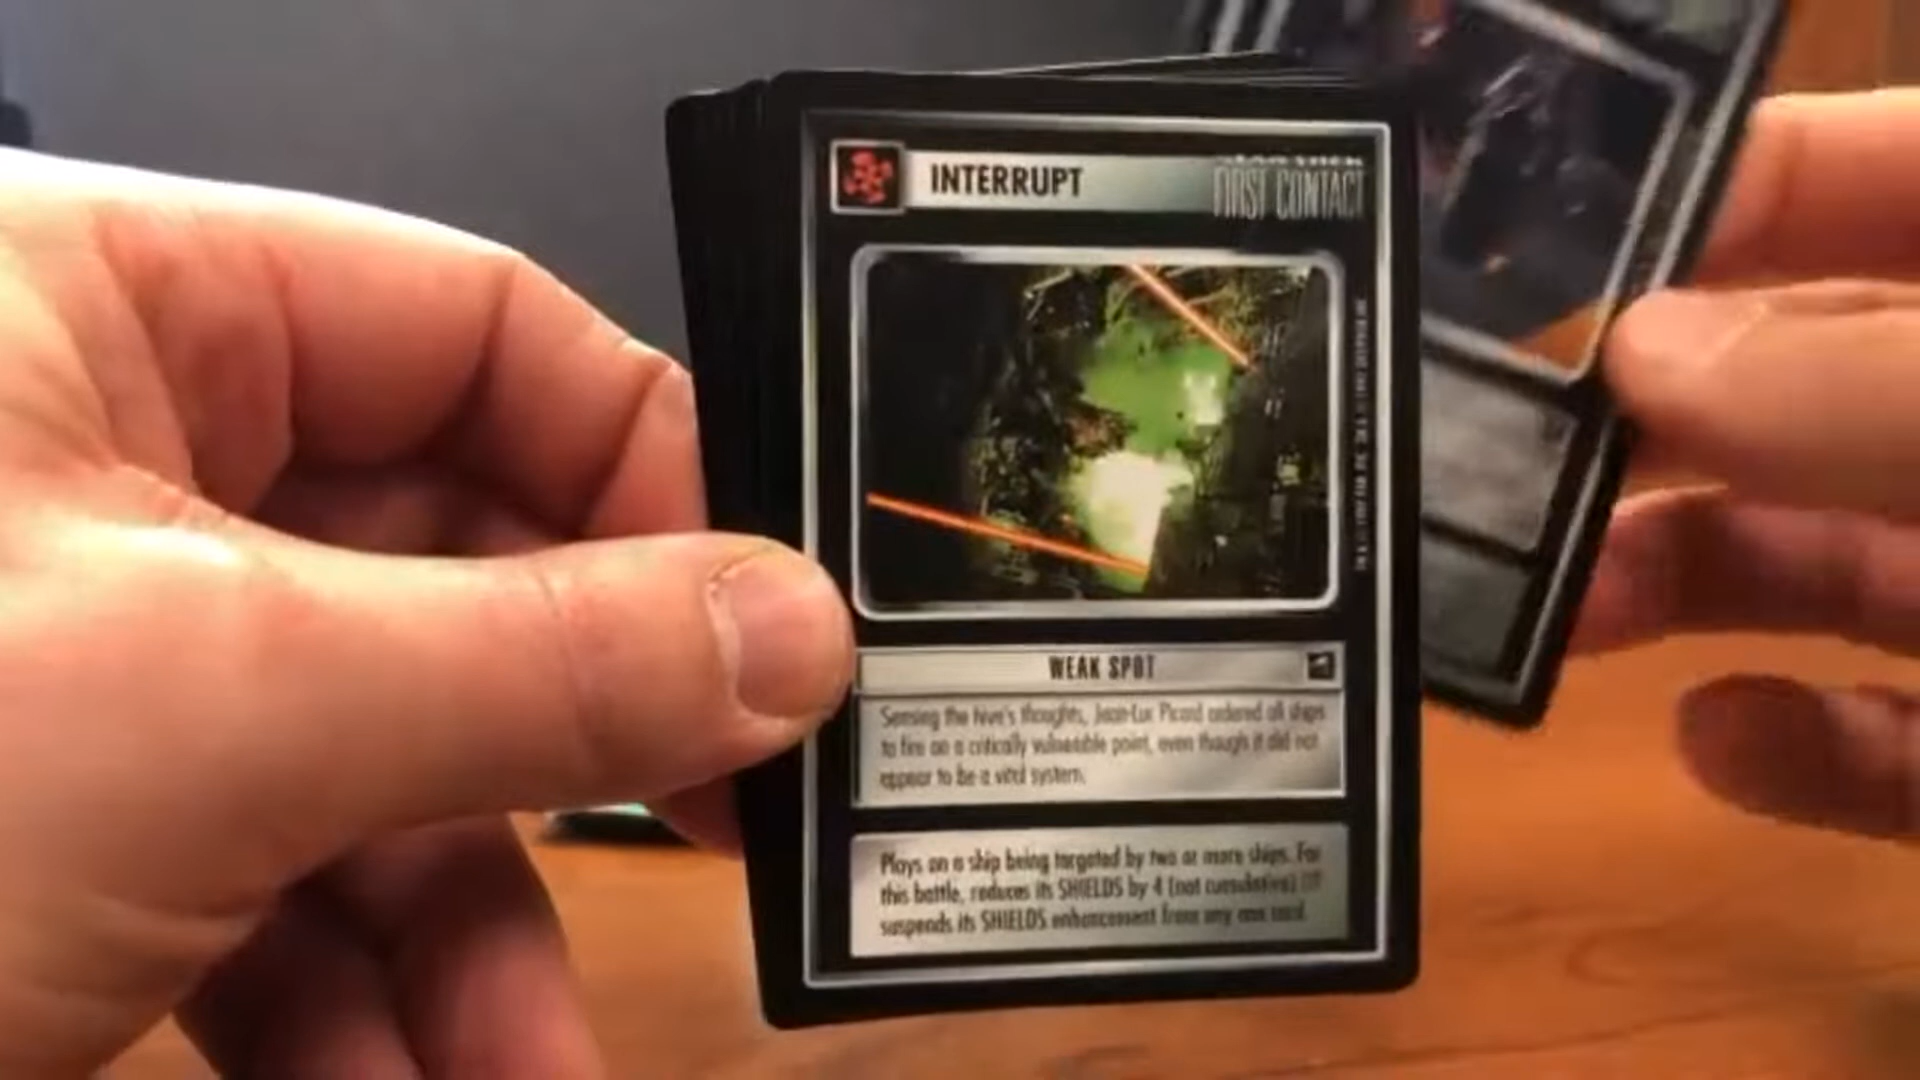 INTERRUPT
STAR TREK
FIRST CONTACT
WEAK SPOT
Sensing the hive's thoughts, Jean-Luc Picard ordered all ships
to fire on a critically vulnerable point, even though it did not
appear to be a vital system.
Plays on a ship being targeted by two or more ships. For
this battle, reduces its SHIELDS by 4 (not cumulative) OR
suspends its SHIELDS enhancement from any one card.